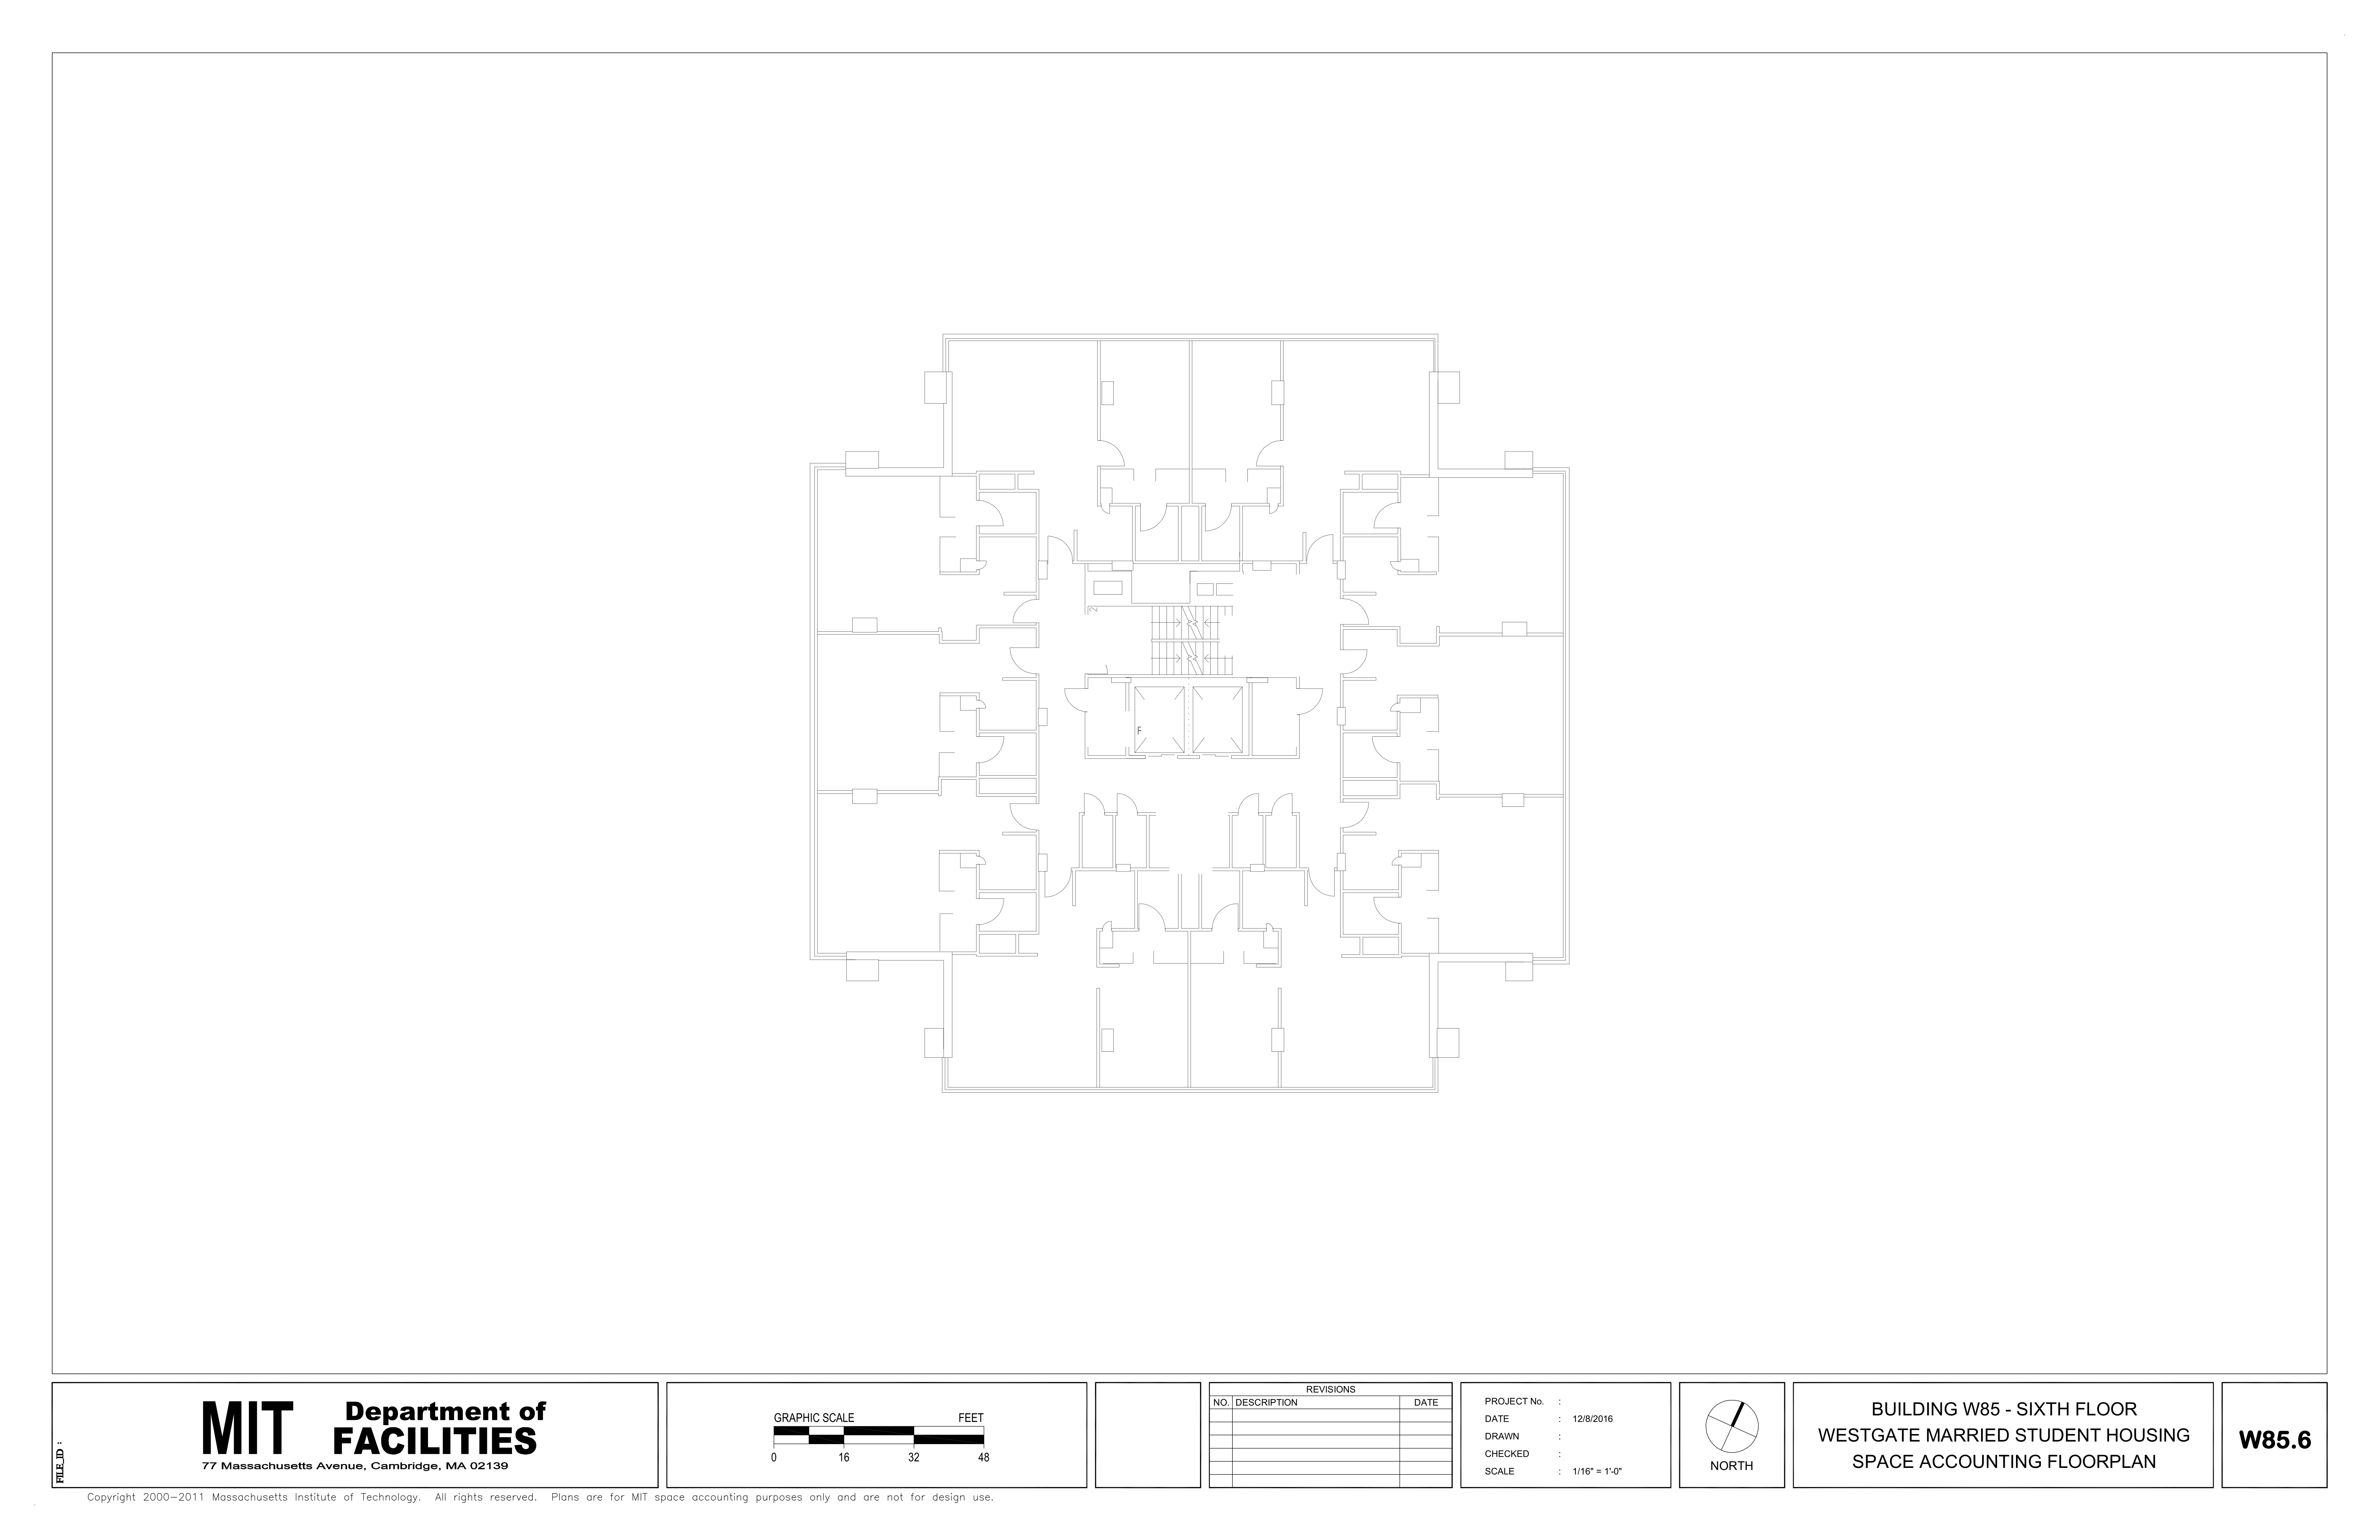 2
F
FILE_ID :
MIT
Department of
FACILITIES
77 Massachusetts Avenue, Cambridge, MA 02139
GRAPHIC SCALE FEET
0 16 32 48
REVISIONS
NO. DESCRIPTION DATE
PROJECT No. :
DATE : 12/8/2016
DRAWN :
CHECKED :
SCALE : 1/16" = 1'-0"
NORTH
BUILDING W85 - SIXTH FLOOR
WESTGATE MARRIED STUDENT HOUSING
SPACE ACCOUNTING FLOORPLAN
W85.6
Copyright 2000-2011 Massachusetts Institute of Technology. All rights reserved. Plans are for MIT space accounting purposes only and are not for design use.